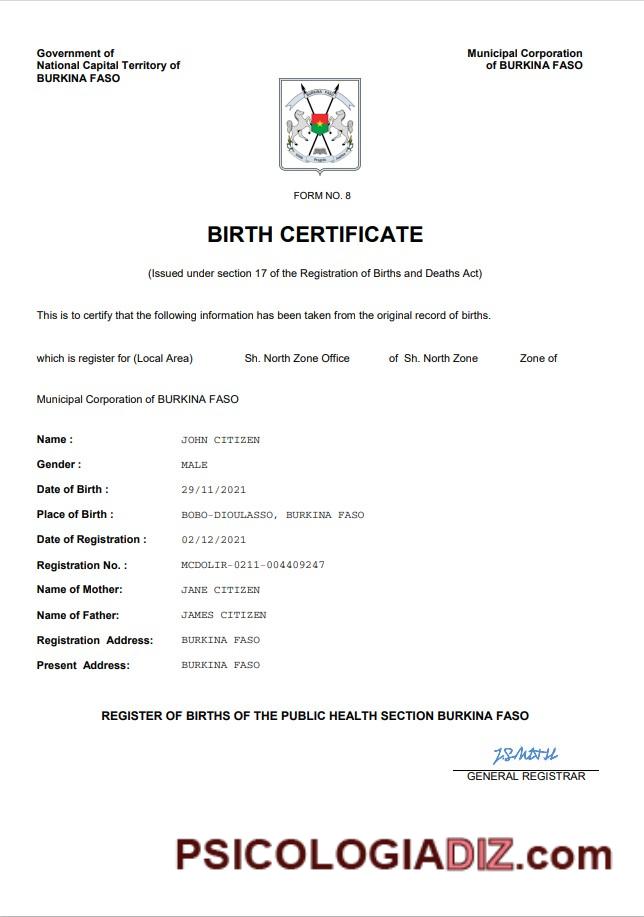 Government of
National Capital Territory of
BURKINA FASO
Municipal Corporation
of BURKINA FASO
BURKINA FASO
FORM NO. 8
BIRTH CERTIFICATE
(Issued under section 17 of the Registration of Births and Deaths Act)
This is to certify that the following information has been taken from the original record of births.
which is register for (Local Area) Sh. North Zone Office of Sh. North Zone Zone of
Municipal Corporation of BURKINA FASO
Name : JOHN CITIZEN
Gender : MALE
Date of Birth : 29/11/2021
Place of Birth : BOBO-DIOULASSO, BURKINA FASO
Date of Registration : 02/12/2021
Registration No. : MCDOLIR-0211-004409247
Name of Mother: JANE CITIZEN
Name of Father: JAMES CITIZEN
Registration Address: BURKINA FASO
Present Address: BURKINA FASO
REGISTER OF BIRTHS OF THE PUBLIC HEALTH SECTION BURKINA FASO
GENERAL REGISTRAR
PSICOLOGIADIZ.com